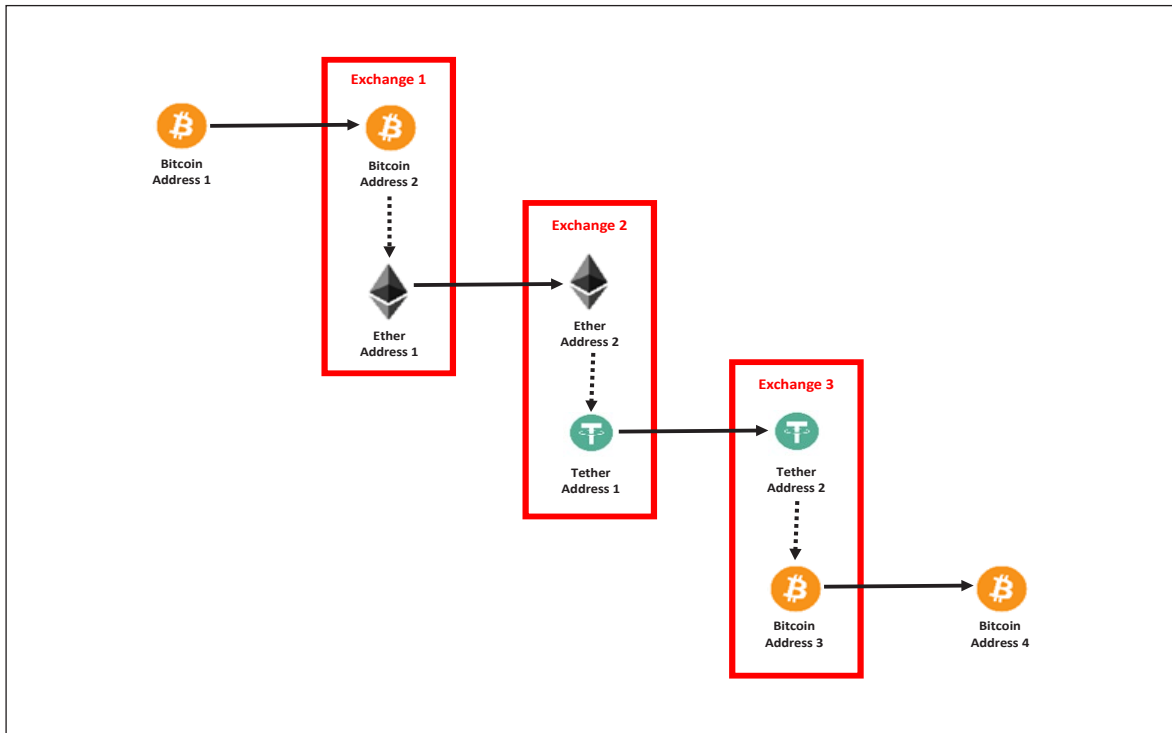 Exchange 1
Bitcoin
Address 1
Bitcoin
Address 2
Ether
Address 1
Exchange 2
Ether
Address 2
Tether
Address 1
Exchange 3
Tether
Address 2
Bitcoin
Address 3
Bitcoin
Address 4